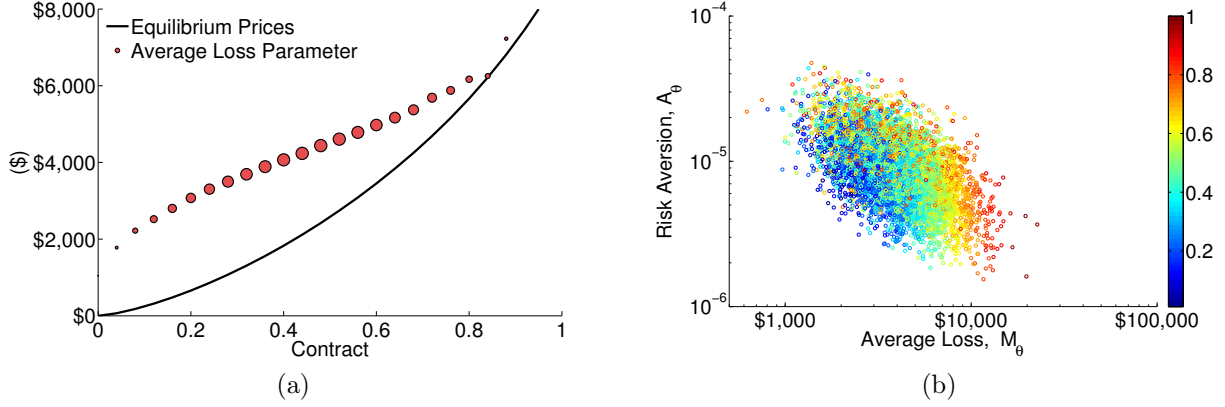 $8,000
$6,000
$4,000
$2,000
$0
($)
Equilibrium Prices
Average Loss Parameter
0 0.2 0.4 0.6 0.8 1
Contract
(a)
10⁻⁴
10⁻⁵
10⁻⁶
Risk Aversion, A_θ
$1,000 $10,000 $100,000
Average Loss, M_θ
1
0.8
0.6
0.4
0.2
(b)